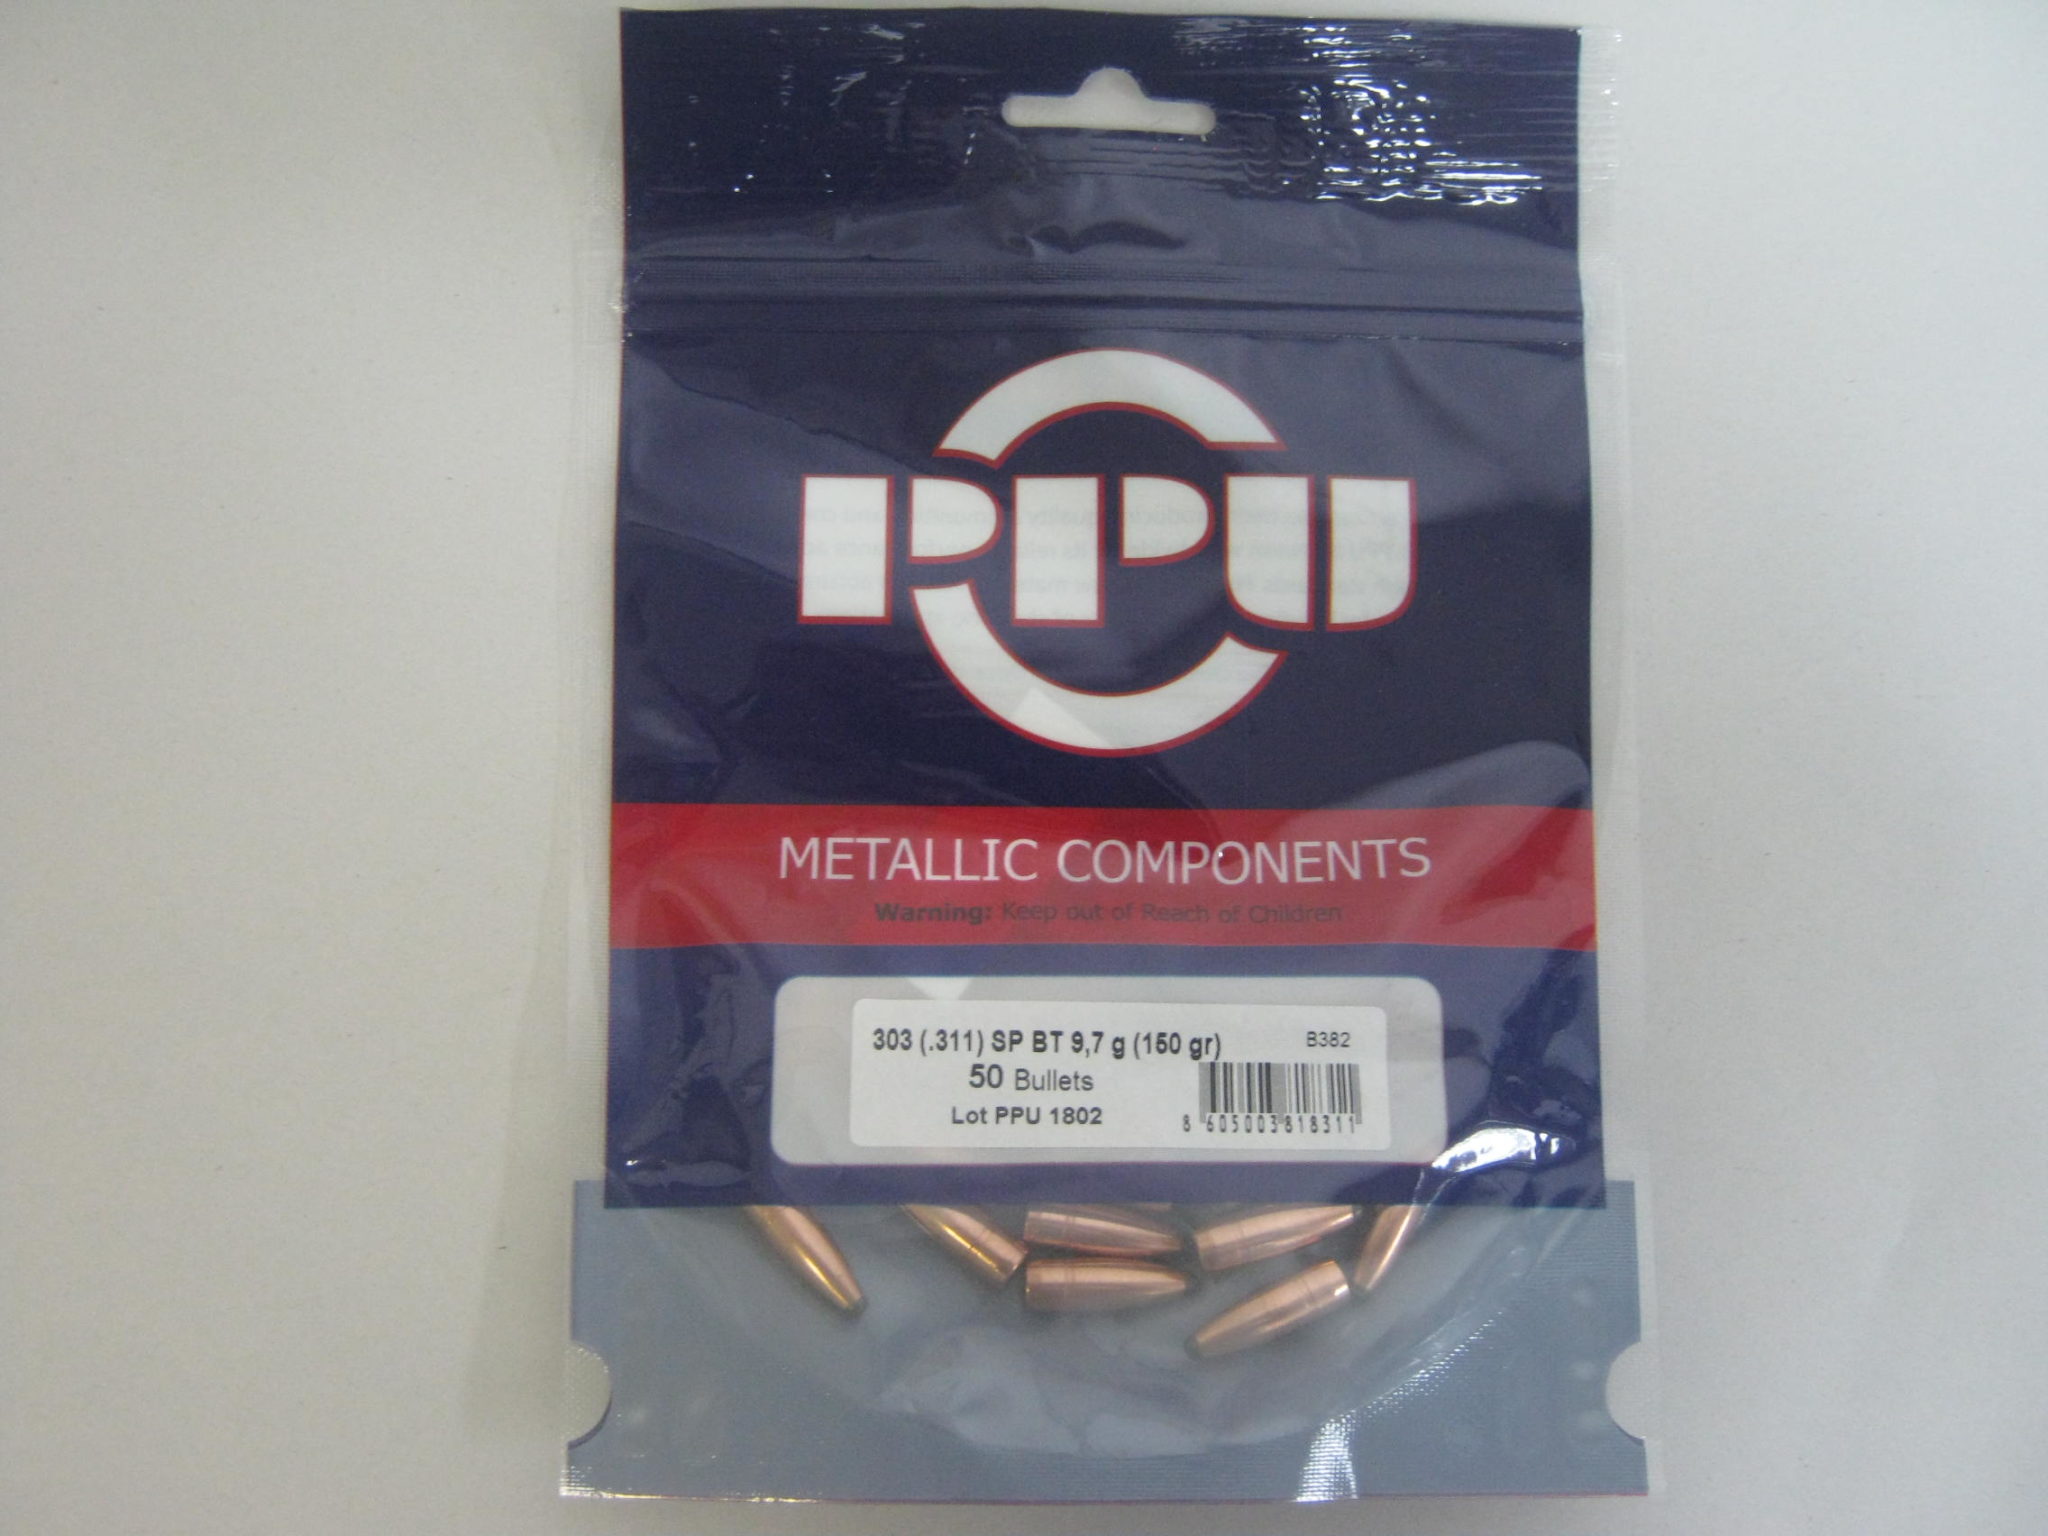 PPU
METALLIC COMPONENTS
Warning: Keep out of Reach of Children
303 (.311) SP BT 9,7 g (150 gr) B382
50 Bullets
Lot PPU 1802
8 605003 818311